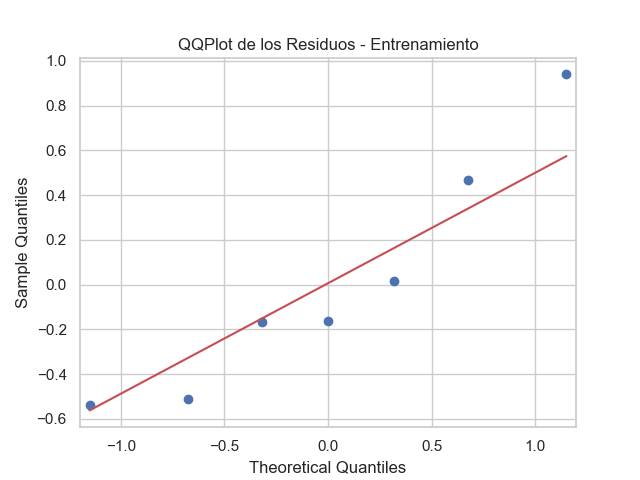 QQPlot de los Residuos - Entrenamiento
1.0
0.8
0.6
0.4
0.2
0.0
−0.2
−0.4
−0.6
Sample Quantiles
−1.0 −0.5 0.0 0.5 1.0
Theoretical Quantiles